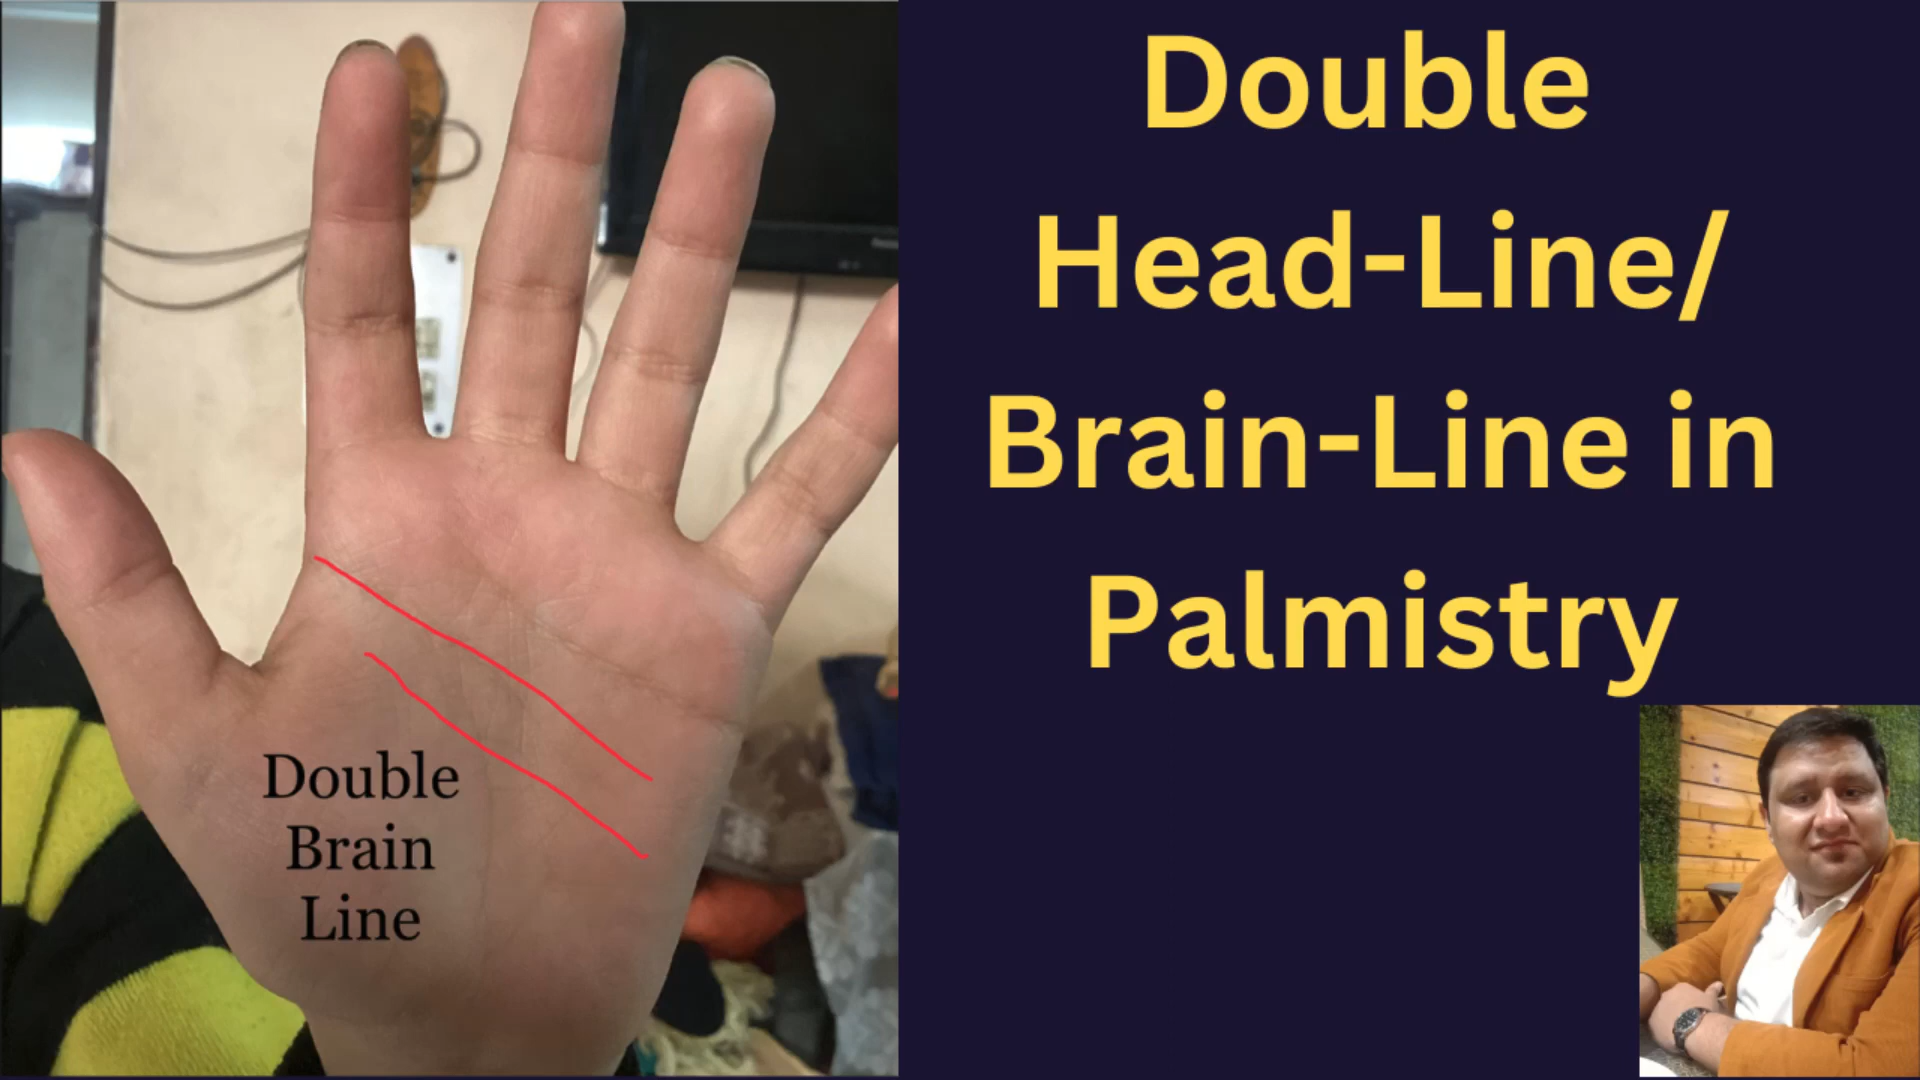 Double
Head-Line/
Brain-Line in
Palmistry
Double
Brain
Line